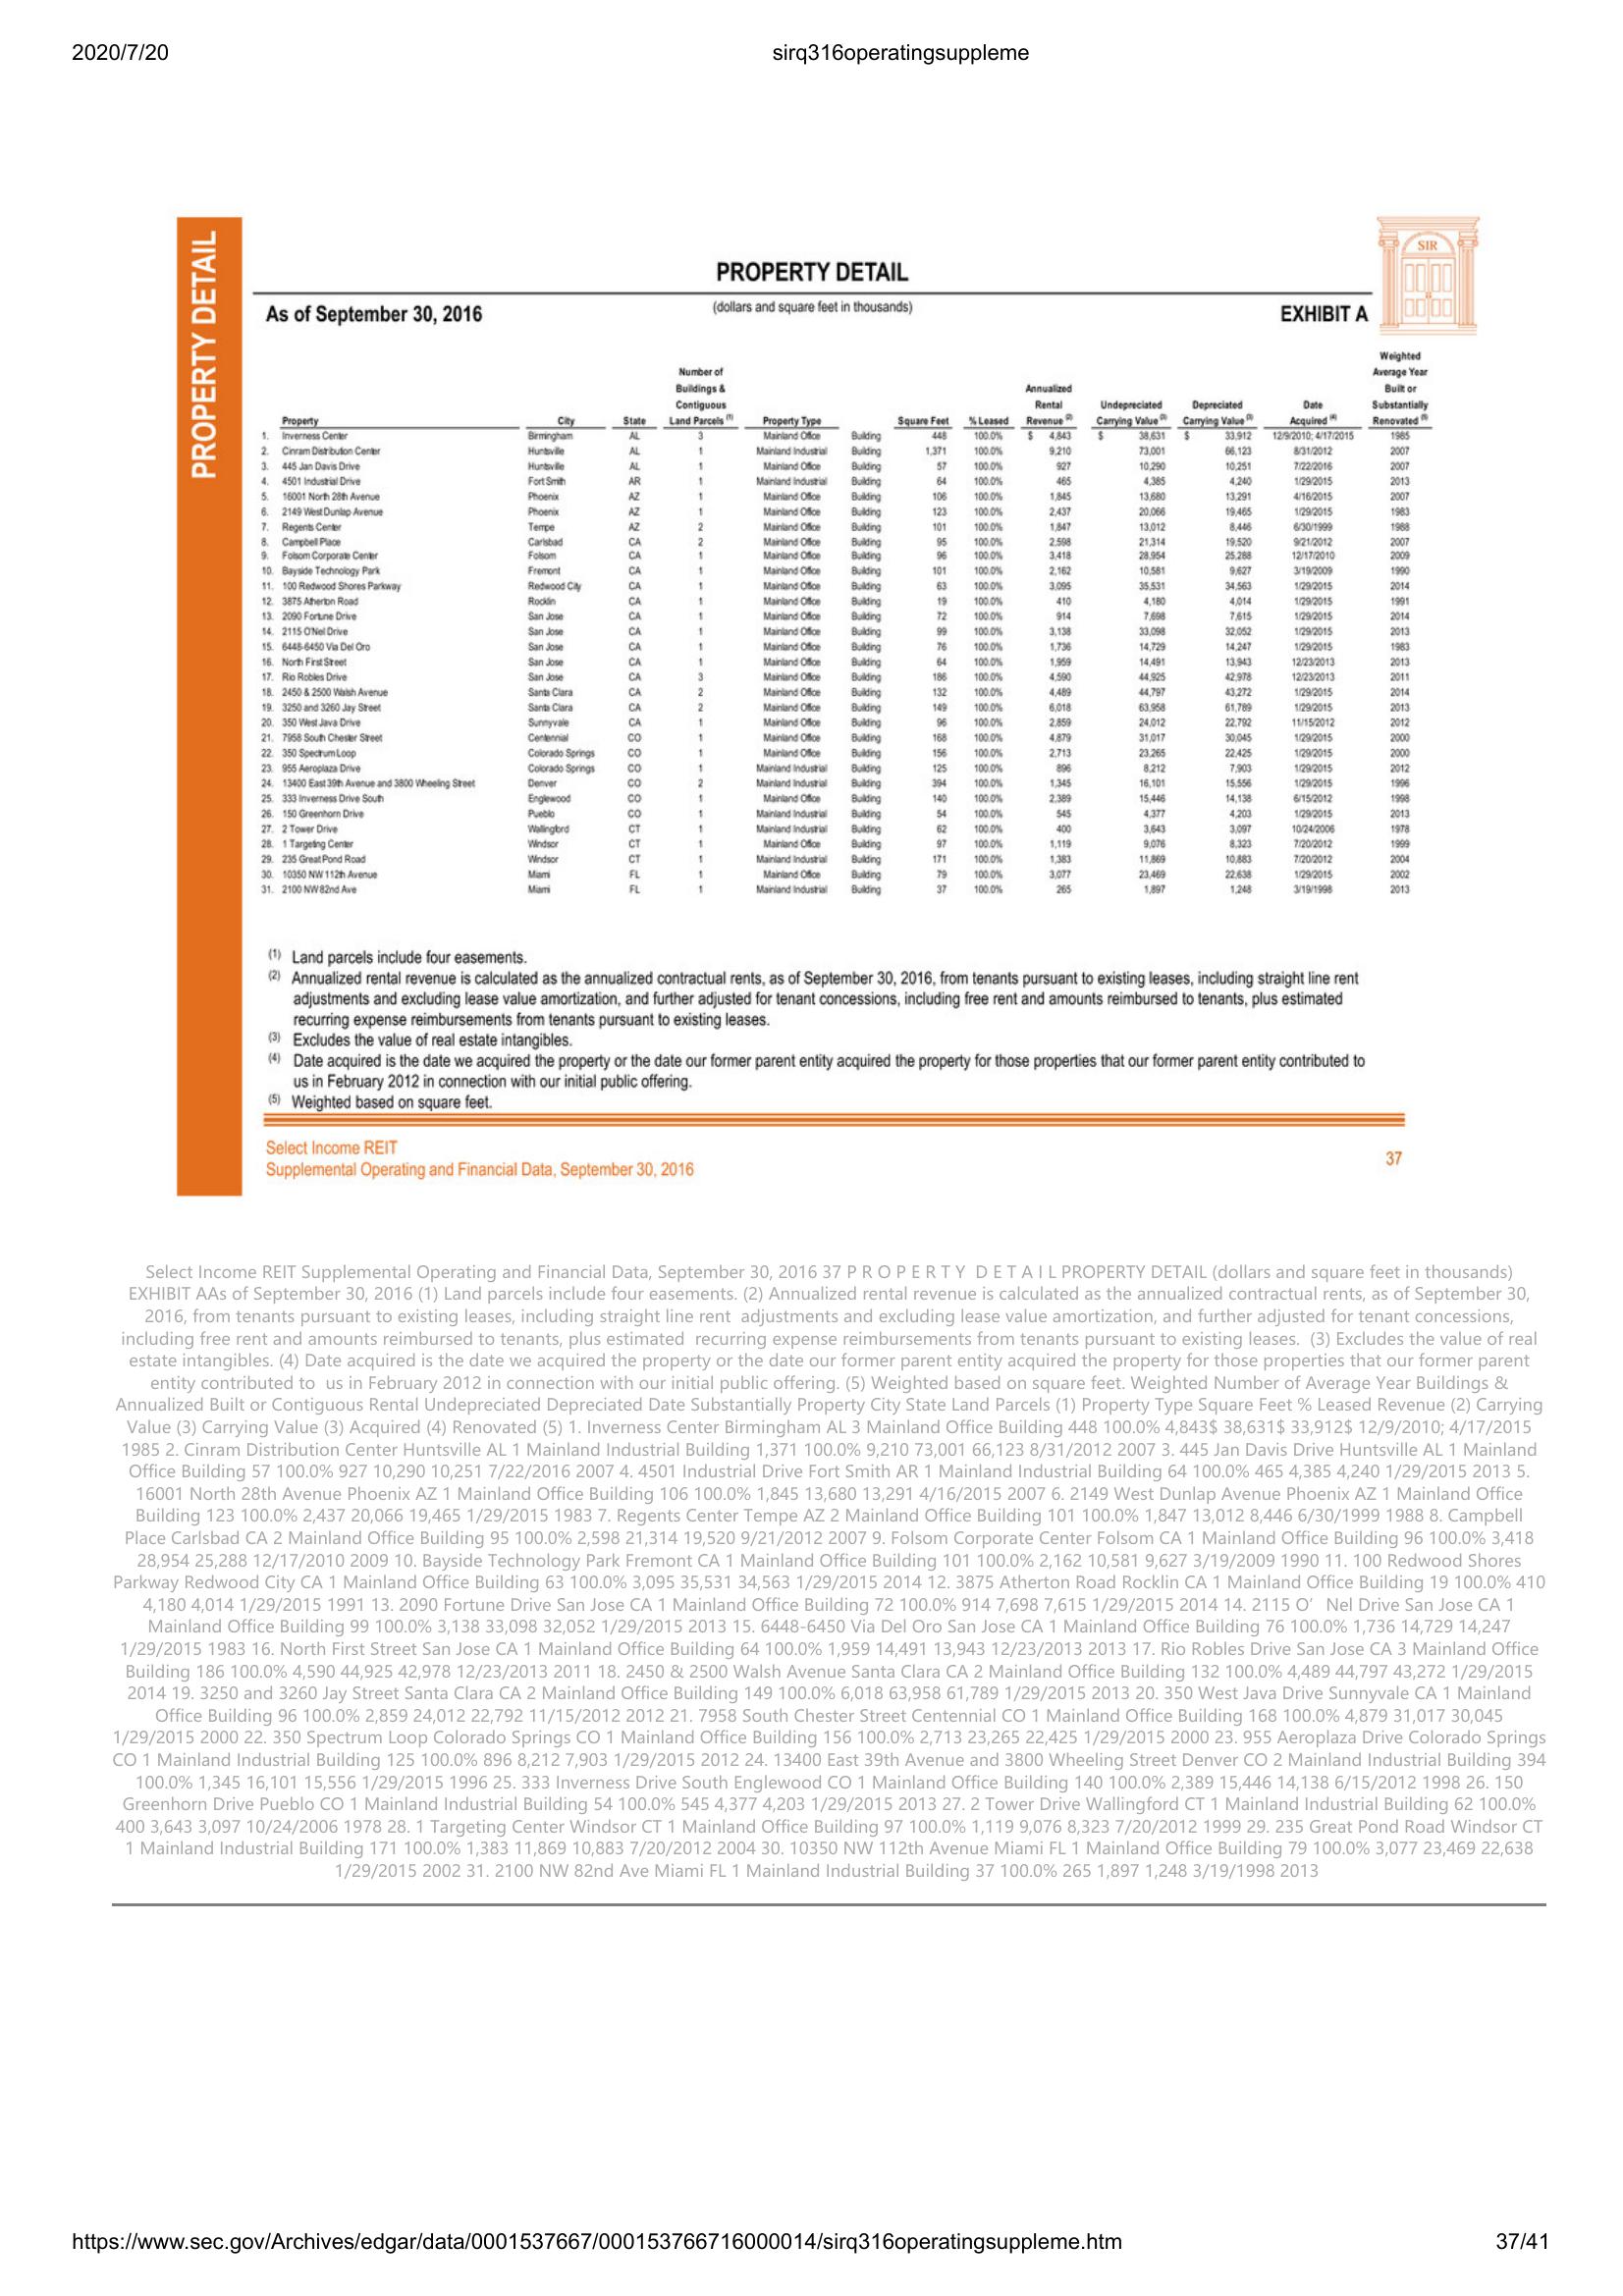 2020/7/20
sirq316operatingsuppleme
PROPERTY DETAIL
SIR
PROPERTY DETAIL
As of September 30, 2016
(dollars and square feet in thousands)
EXHIBIT A
Property City State Number of Buildings & Contiguous Land Parcels (1) Property Type Square Feet % Leased Annualized Rental Revenue (2) Undepreciated Carrying Value (3) Depreciated Carrying Value (3) Date Acquired (4) Weighted Average Year Built or Substantially Renovated (5)
1. Inverness Center Birmingham AL 3 Mainland Office Building 448 100.0% $ 4,843 $ 38,631 $ 33,912 12/9/2010; 4/17/2015 1985
2. Cinram Distribution Center Huntsville AL 1 Mainland Industrial Building 1,371 100.0% 9,210 73,001 66,123 8/31/2012 2007
3. 445 Jan Davis Drive Huntsville AL 1 Mainland Office Building 57 100.0% 927 10,290 10,251 7/22/2016 2007
4. 4501 Industrial Drive Fort Smith AR 1 Mainland Industrial Building 64 100.0% 465 4,385 4,240 1/29/2015 2013
5. 16001 North 28th Avenue Phoenix AZ 1 Mainland Office Building 106 100.0% 1,845 13,680 13,291 4/16/2015 2007
6. 2149 West Dunlap Avenue Phoenix AZ 1 Mainland Office Building 123 100.0% 2,437 20,066 19,465 1/29/2015 1983
7. Regents Center Tempe AZ 2 Mainland Office Building 101 100.0% 1,847 13,012 8,446 6/30/1999 1988
8. Campbell Place Carlsbad CA 2 Mainland Office Building 95 100.0% 2,598 21,314 19,520 9/21/2012 2007
9. Folsom Corporate Center Folsom CA 1 Mainland Office Building 96 100.0% 3,418 28,954 25,288 12/17/2010 2009
10. Bayside Technology Park Fremont CA 1 Mainland Office Building 101 100.0% 2,162 10,581 9,627 3/19/2009 1990
11. 100 Redwood Shores Parkway Redwood City CA 1 Mainland Office Building 63 100.0% 3,095 35,531 34,563 1/29/2015 2014
12. 3875 Atherton Road Rocklin CA 1 Mainland Office Building 19 100.0% 410 4,180 4,014 1/29/2015 1991
13. 2090 Fortune Drive San Jose CA 1 Mainland Office Building 72 100.0% 914 7,698 7,615 1/29/2015 2014
14. 2115 O'Nel Drive San Jose CA 1 Mainland Office Building 99 100.0% 3,138 33,098 32,052 1/29/2015 2013
15. 6448-6450 Via Del Oro San Jose CA 1 Mainland Office Building 76 100.0% 1,736 14,729 14,247 1/29/2015 1983
16. North First Street San Jose CA 1 Mainland Office Building 64 100.0% 1,959 14,491 13,943 12/23/2013 2013
17. Rio Robles Drive San Jose CA 3 Mainland Office Building 186 100.0% 4,590 44,925 42,978 12/23/2013 2011
18. 2450 & 2500 Walsh Avenue Santa Clara CA 2 Mainland Office Building 132 100.0% 4,489 44,797 43,272 1/29/2015 2014
19. 3250 and 3260 Jay Street Santa Clara CA 2 Mainland Office Building 149 100.0% 6,018 63,958 61,789 1/29/2015 2013
20. 350 West Java Drive Sunnyvale CA 1 Mainland Office Building 96 100.0% 2,859 24,012 22,792 11/15/2012 2012
21. 7958 South Chester Street Centennial CO 1 Mainland Office Building 168 100.0% 4,879 31,017 30,045 1/29/2015 2000
22. 350 Spectrum Loop Colorado Springs CO 1 Mainland Office Building 156 100.0% 2,713 23,265 22,425 1/29/2015 2000
23. 955 Aeroplaza Drive Colorado Springs CO 1 Mainland Industrial Building 125 100.0% 896 8,212 7,903 1/29/2015 2012
24. 13400 East 39th Avenue and 3800 Wheeling Street Denver CO 2 Mainland Industrial Building 394 100.0% 1,345 16,101 15,556 1/29/2015 1996
25. 333 Inverness Drive South Englewood CO 1 Mainland Office Building 140 100.0% 2,389 15,446 14,138 6/15/2012 1998
26. 150 Greenhorn Drive Pueblo CO 1 Mainland Industrial Building 54 100.0% 545 4,377 4,203 1/29/2015 2013
27. 2 Tower Drive Wallingford CT 1 Mainland Industrial Building 62 100.0% 400 3,643 3,097 10/24/2006 1978
28. 1 Targeting Center Windsor CT 1 Mainland Office Building 97 100.0% 1,119 9,076 8,323 7/20/2012 1999
29. 235 Great Pond Road Windsor CT 1 Mainland Industrial Building 171 100.0% 1,383 11,869 10,883 7/20/2012 2004
30. 10350 NW 112th Avenue Miami FL 1 Mainland Office Building 79 100.0% 3,077 23,469 22,638 1/29/2015 2002
31. 2100 NW 82nd Ave Miami FL 1 Mainland Industrial Building 37 100.0% 265 1,897 1,248 3/19/1998 2013
(1) Land parcels include four easements.
(2) Annualized rental revenue is calculated as the annualized contractual rents, as of September 30, 2016, from tenants pursuant to existing leases, including straight line rent
adjustments and excluding lease value amortization, and further adjusted for tenant concessions, including free rent and amounts reimbursed to tenants, plus estimated
recurring expense reimbursements from tenants pursuant to existing leases.
(3) Excludes the value of real estate intangibles.
(4) Date acquired is the date we acquired the property or the date our former parent entity acquired the property for those properties that our former parent entity contributed to
us in February 2012 in connection with our initial public offering.
(5) Weighted based on square feet.
Select Income REIT
Supplemental Operating and Financial Data, September 30, 2016
37
Select Income REIT Supplemental Operating and Financial Data, September 30, 2016 37 P R O P E R T Y D E T A I L PROPERTY DETAIL (dollars and square feet in thousands)
EXHIBIT AAs of September 30, 2016 (1) Land parcels include four easements. (2) Annualized rental revenue is calculated as the annualized contractual rents, as of September 30,
2016, from tenants pursuant to existing leases, including straight line rent adjustments and excluding lease value amortization, and further adjusted for tenant concessions,
including free rent and amounts reimbursed to tenants, plus estimated recurring expense reimbursements from tenants pursuant to existing leases. (3) Excludes the value of real
estate intangibles. (4) Date acquired is the date we acquired the property or the date our former parent entity acquired the property for those properties that our former parent
entity contributed to us in February 2012 in connection with our initial public offering. (5) Weighted based on square feet. Weighted Number of Average Year Buildings &
Annualized Built or Contiguous Rental Undepreciated Depreciated Date Substantially Property City State Land Parcels (1) Property Type Square Feet % Leased Revenue (2) Carrying
Value (3) Carrying Value (3) Acquired (4) Renovated (5) 1. Inverness Center Birmingham AL 3 Mainland Office Building 448 100.0% 4,843$ 38,631$ 33,912$ 12/9/2010; 4/17/2015
1985 2. Cinram Distribution Center Huntsville AL 1 Mainland Industrial Building 1,371 100.0% 9,210 73,001 66,123 8/31/2012 2007 3. 445 Jan Davis Drive Huntsville AL 1 Mainland
Office Building 57 100.0% 927 10,290 10,251 7/22/2016 2007 4. 4501 Industrial Drive Fort Smith AR 1 Mainland Industrial Building 64 100.0% 465 4,385 4,240 1/29/2015 2013 5.
16001 North 28th Avenue Phoenix AZ 1 Mainland Office Building 106 100.0% 1,845 13,680 13,291 4/16/2015 2007 6. 2149 West Dunlap Avenue Phoenix AZ 1 Mainland Office
Building 123 100.0% 2,437 20,066 19,465 1/29/2015 1983 7. Regents Center Tempe AZ 2 Mainland Office Building 101 100.0% 1,847 13,012 8,446 6/30/1999 1988 8. Campbell
Place Carlsbad CA 2 Mainland Office Building 95 100.0% 2,598 21,314 19,520 9/21/2012 2007 9. Folsom Corporate Center Folsom CA 1 Mainland Office Building 96 100.0% 3,418
28,954 25,288 12/17/2010 2009 10. Bayside Technology Park Fremont CA 1 Mainland Office Building 101 100.0% 2,162 10,581 9,627 3/19/2009 1990 11. 100 Redwood Shores
Parkway Redwood City CA 1 Mainland Office Building 63 100.0% 3,095 35,531 34,563 1/29/2015 2014 12. 3875 Atherton Road Rocklin CA 1 Mainland Office Building 19 100.0% 410
4,180 4,014 1/29/2015 1991 13. 2090 Fortune Drive San Jose CA 1 Mainland Office Building 72 100.0% 914 7,698 7,615 1/29/2015 2014 14. 2115 O’Nel Drive San Jose CA 1
Mainland Office Building 99 100.0% 3,138 33,098 32,052 1/29/2015 2013 15. 6448-6450 Via Del Oro San Jose CA 1 Mainland Office Building 76 100.0% 1,736 14,729 14,247
1/29/2015 1983 16. North First Street San Jose CA 1 Mainland Office Building 64 100.0% 1,959 14,491 13,943 12/23/2013 2013 17. Rio Robles Drive San Jose CA 3 Mainland Office
Building 186 100.0% 4,590 44,925 42,978 12/23/2013 2011 18. 2450 & 2500 Walsh Avenue Santa Clara CA 2 Mainland Office Building 132 100.0% 4,489 44,797 43,272 1/29/2015
2014 19. 3250 and 3260 Jay Street Santa Clara CA 2 Mainland Office Building 149 100.0% 6,018 63,958 61,789 1/29/2015 2013 20. 350 West Java Drive Sunnyvale CA 1 Mainland
Office Building 96 100.0% 2,859 24,012 22,792 11/15/2012 2012 21. 7958 South Chester Street Centennial CO 1 Mainland Office Building 168 100.0% 4,879 31,017 30,045
1/29/2015 2000 22. 350 Spectrum Loop Colorado Springs CO 1 Mainland Office Building 156 100.0% 2,713 23,265 22,425 1/29/2015 2000 23. 955 Aeroplaza Drive Colorado Springs
CO 1 Mainland Industrial Building 125 100.0% 896 8,212 7,903 1/29/2015 2012 24. 13400 East 39th Avenue and 3800 Wheeling Street Denver CO 2 Mainland Industrial Building 394
100.0% 1,345 16,101 15,556 1/29/2015 1996 25. 333 Inverness Drive South Englewood CO 1 Mainland Office Building 140 100.0% 2,389 15,446 14,138 6/15/2012 1998 26. 150
Greenhorn Drive Pueblo CO 1 Mainland Industrial Building 54 100.0% 545 4,377 4,203 1/29/2015 2013 27. 2 Tower Drive Wallingford CT 1 Mainland Industrial Building 62 100.0%
400 3,643 3,097 10/24/2006 1978 28. 1 Targeting Center Windsor CT 1 Mainland Office Building 97 100.0% 1,119 9,076 8,323 7/20/2012 1999 29. 235 Great Pond Road Windsor CT
1 Mainland Industrial Building 171 100.0% 1,383 11,869 10,883 7/20/2012 2004 30. 10350 NW 112th Avenue Miami FL 1 Mainland Office Building 79 100.0% 3,077 23,469 22,638
1/29/2015 2002 31. 2100 NW 82nd Ave Miami FL 1 Mainland Industrial Building 37 100.0% 265 1,897 1,248 3/19/1998 2013
https://www.sec.gov/Archives/edgar/data/0001537667/000153766716000014/sirq316operatingsuppleme.htm
37/41